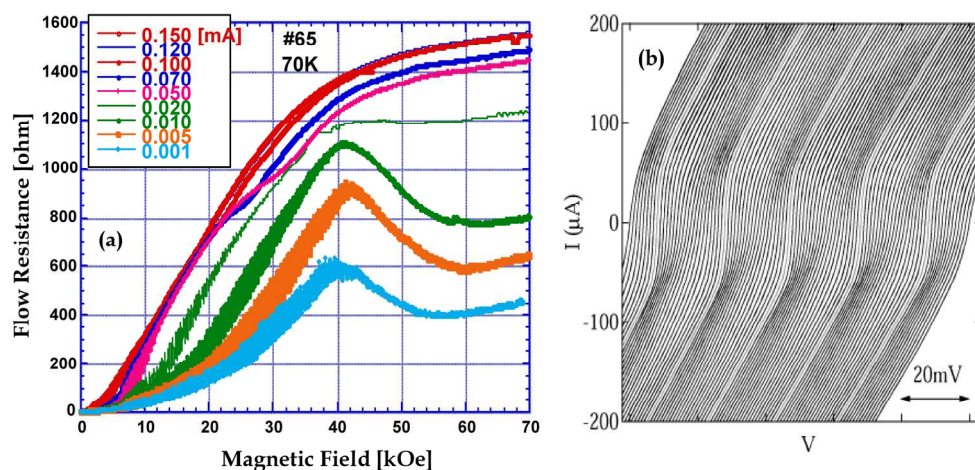 1600
1400
1200
1000
800
600
400
200
0
Flow Resistance [ohm]
0.150 [mA]
0.120
0.100
0.070
0.050
0.020
0.010
0.005
0.001
#65
70K
(a)
0 10 20 30 40 50 60 70
Magnetic Field [kOe]
200
100
0
-100
-200
I (μA)
(b)
20mV
V